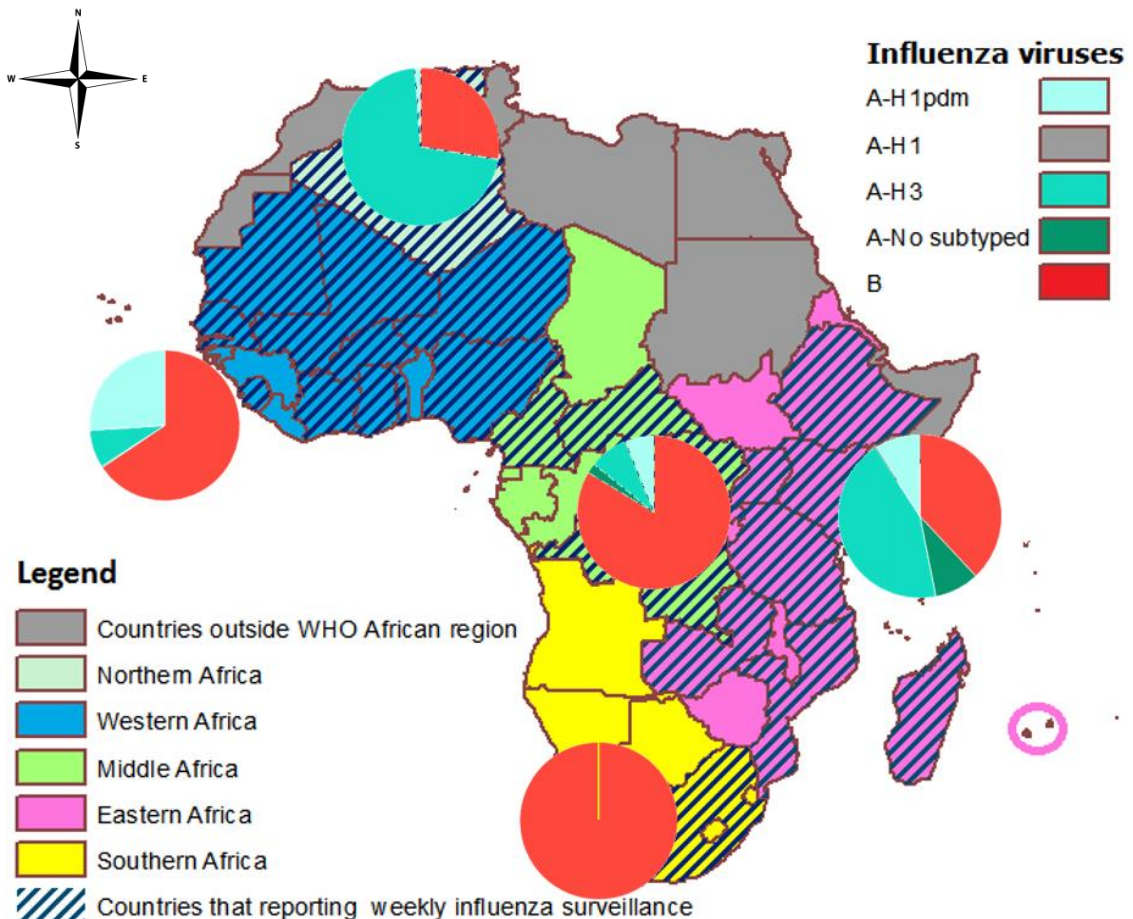 N
W
E
S
Influenza viruses
A-H1pdm
A-H1
A-H3
A-No subtyped
B
Legend
Countries outside WHO African region
Northern Africa
Western Africa
Middle Africa
Eastern Africa
Southern Africa
Countries that reporting weekly influenza surveillance